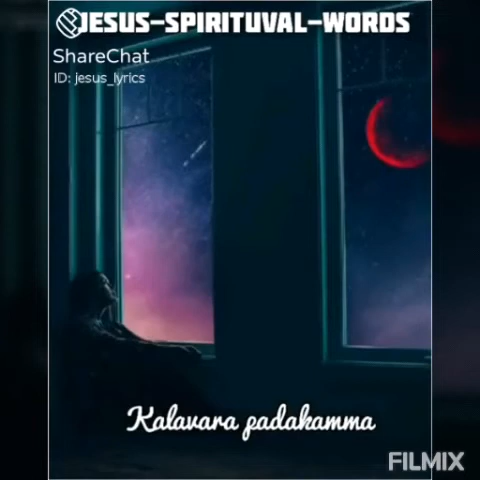 JESUS-SPIRITUVAL-WORDS
ShareChat
ID: jesus_lyrics
Kalavara padakamma
FILMIX